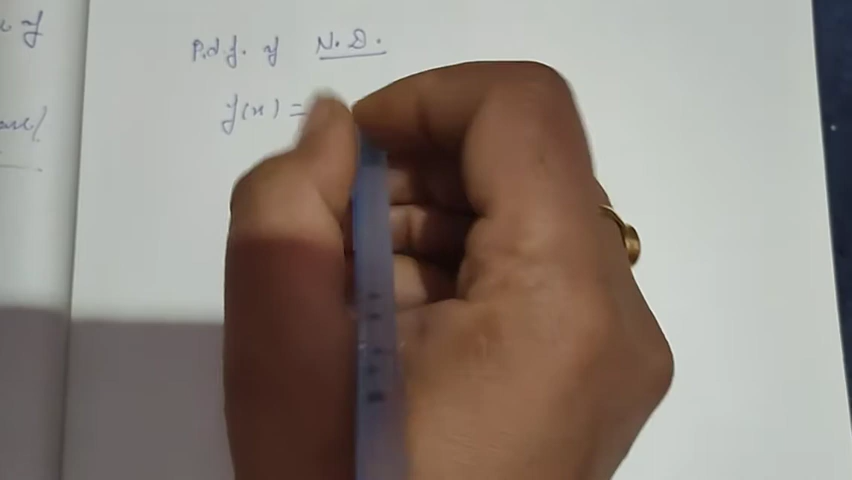 P.d.f. of N.D.
f(x) =